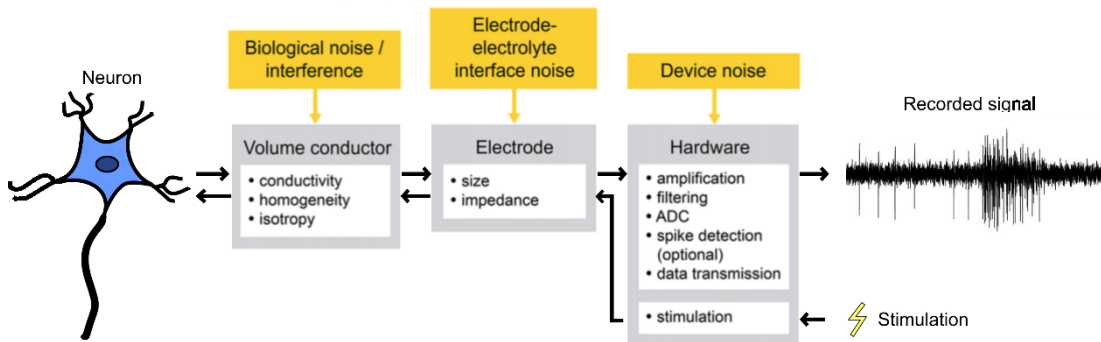 Neuron
Biological noise /
interference
Electrode-
electrolyte
interface noise
Device noise
Recorded signal
Volume conductor
• conductivity
• homogeneity
• isotropy
Electrode
• size
• impedance
Hardware
• amplification
• filtering
• ADC
• spike detection
(optional)
• data transmission
• stimulation
Stimulation